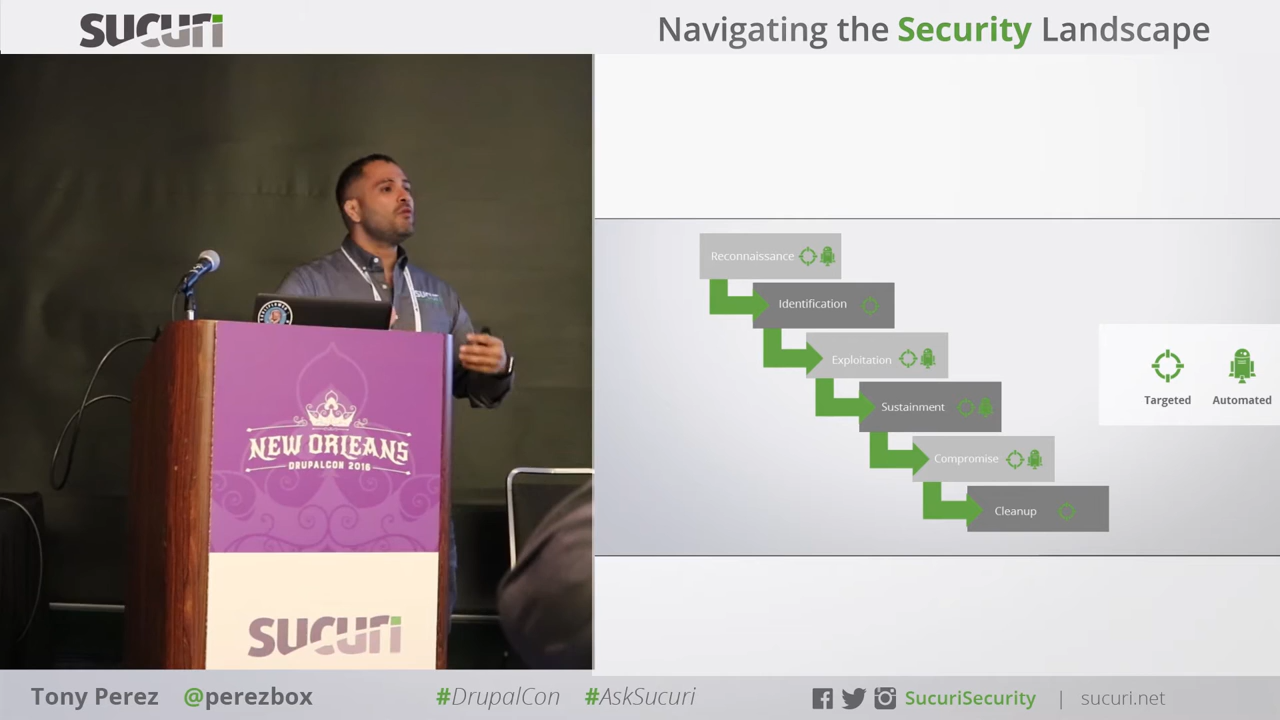 sucuri
Navigating the Security Landscape
Reconnaissance
Identification
Exploitation
Sustainment
Compromise
Cleanup
Targeted
Automated
NEW ORLEANS
DRUPALCON 2016
sucuri
Tony Perez
@perezbox
#DrupalCon
#AskSucuri
SucuriSecurity
|
sucuri.net